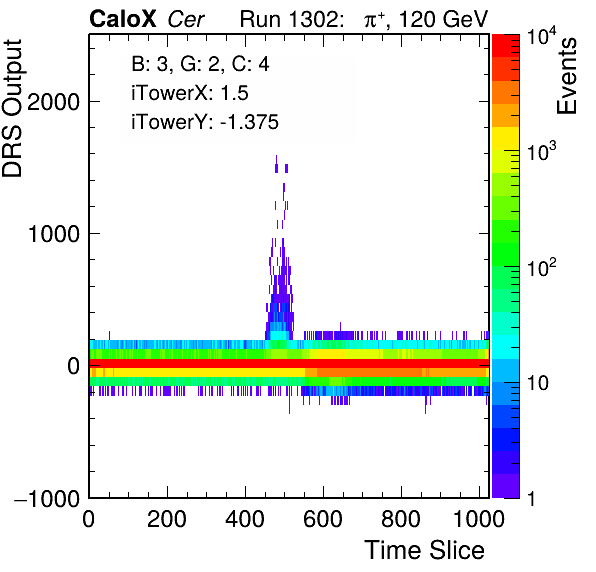 CaloX Cer Run 1302: π⁺, 120 GeV
B: 3, G: 2, C: 4
iTowerX: 1.5
iTowerY: -1.375
DRS Output
2000
1000
0
−1000
0 200 400 600 800 1000
Time Slice
Events
10⁴
10³
10²
10
1